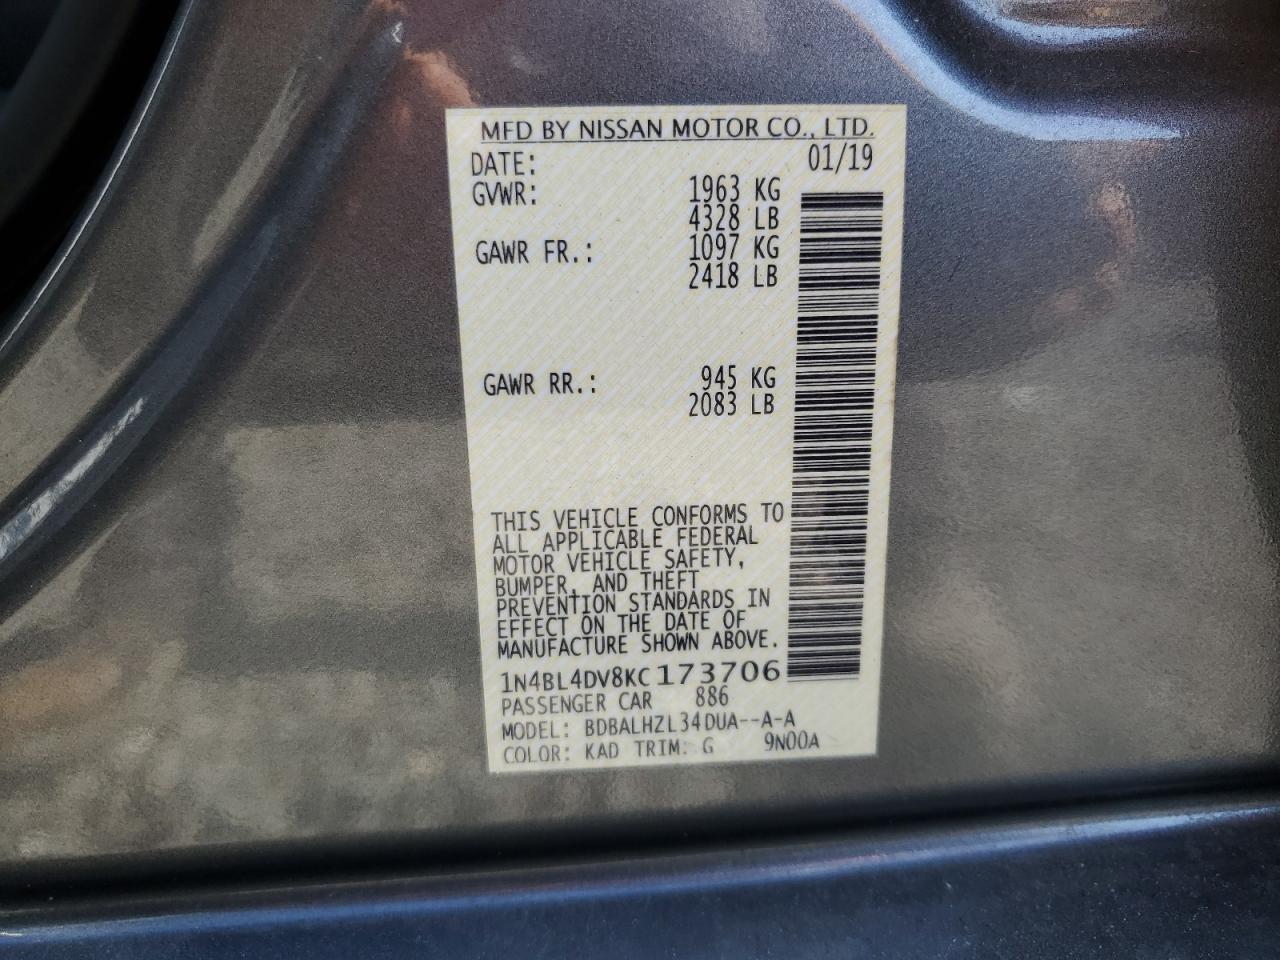 MFD BY NISSAN MOTOR CO., LTD.
DATE: 01/19
GVWR: 1963 KG
4328 LB
GAWR FR.: 1097 KG
2418 LB
GAWR RR.: 945 KG
2083 LB
THIS VEHICLE CONFORMS TO
ALL APPLICABLE FEDERAL
MOTOR VEHICLE SAFETY,
BUMPER, AND THEFT
PREVENTION STANDARDS IN
EFFECT ON THE DATE OF
MANUFACTURE SHOWN ABOVE.
1N4BL4DV8KC173706
PASSENGER CAR 886
MODEL: BDBALHZL34DUA--A-A
COLOR: KAD TRIM: G 9N00A